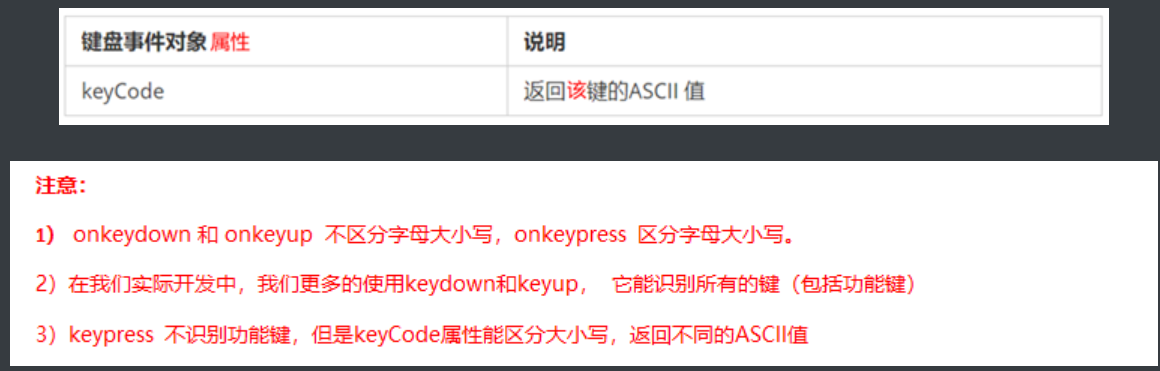 键盘事件对象 属性 说明
keyCode 返回该键的ASCII 值
注意：
1） onkeydown 和 onkeyup 不区分字母大小写，onkeypress 区分字母大小写。
2）在我们实际开发中，我们更多的使用keydown和keyup， 它能识别所有的键（包括功能键）
3）keypress 不识别功能键，但是keyCode属性能区分大小写，返回不同的ASCII值